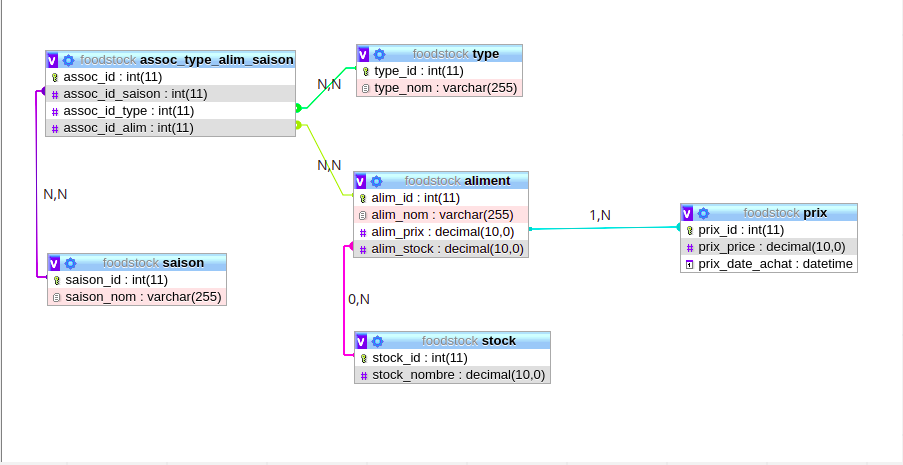 foodstock assoc_type_alim_saison
assoc_id : int(11)
# assoc_id_saison : int(11)
# assoc_id_type : int(11)
# assoc_id_alim : int(11)
N,N
foodstock type
type_id : int(11)
type_nom : varchar(255)
N,N
N,N
foodstock aliment
alim_id : int(11)
alim_nom : varchar(255)
# alim_prix : decimal(10,0)
# alim_stock : decimal(10,0)
1,N
foodstock prix
prix_id : int(11)
# prix_price : decimal(10,0)
prix_date_achat : datetime
foodstock saison
saison_id : int(11)
saison_nom : varchar(255)
0,N
foodstock stock
stock_id : int(11)
# stock_nombre : decimal(10,0)